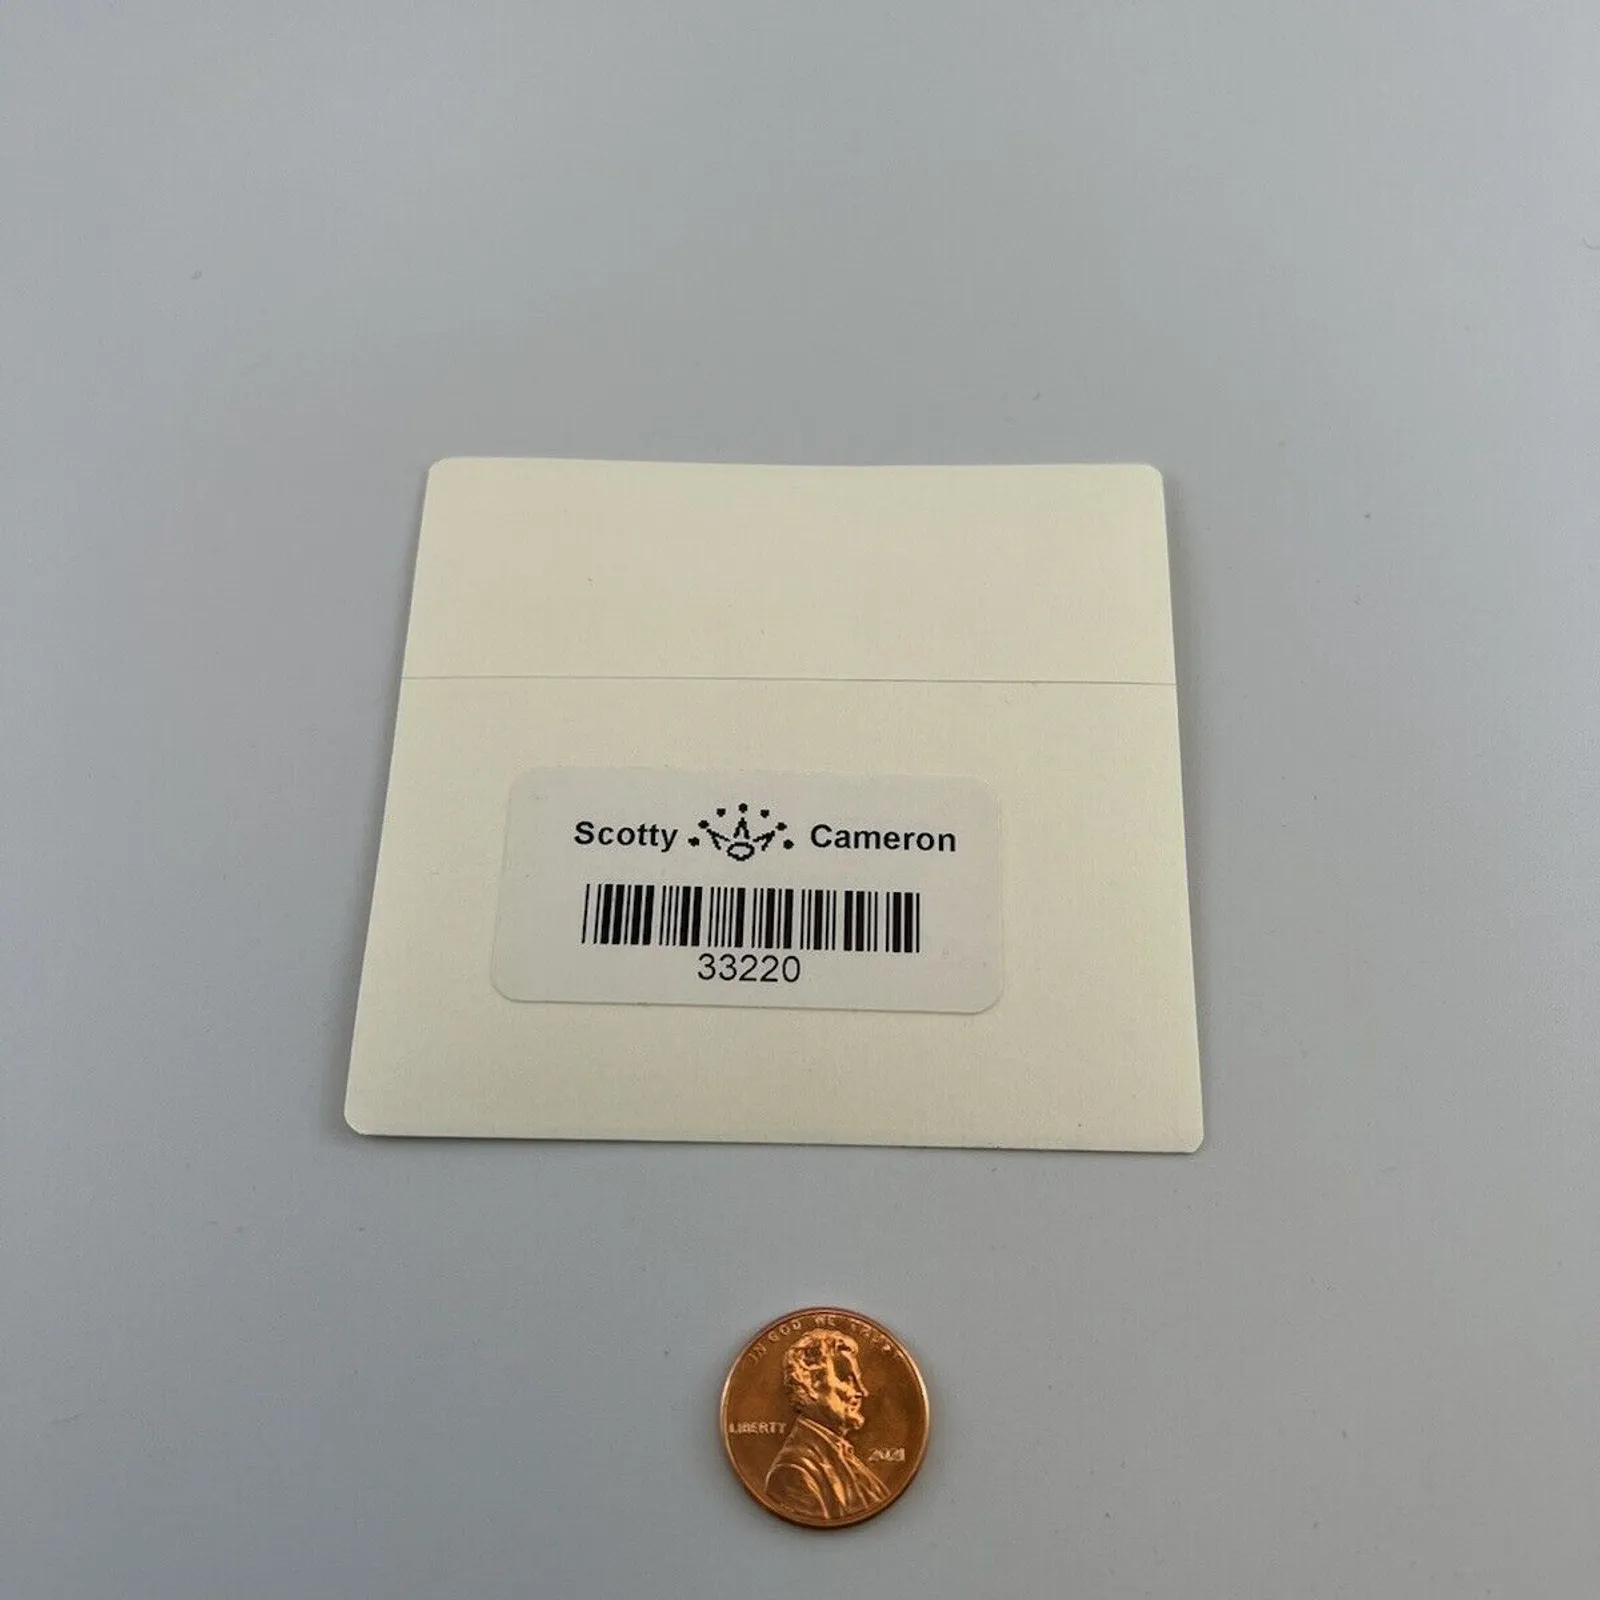 Scotty Cameron
33220
IN GOD WE TRUST
LIBERTY
2021